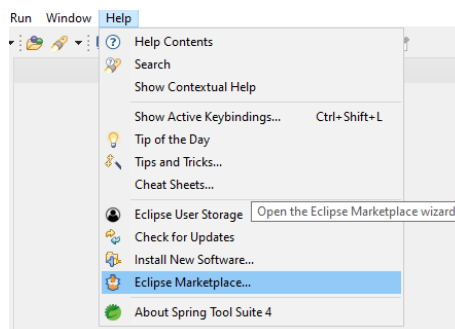 Run Window Help
Help Contents
Search
Show Contextual Help
Show Active Keybindings... Ctrl+Shift+L
Tip of the Day
Tips and Tricks...
Cheat Sheets...
Eclipse User Storage
Open the Eclipse Marketplace wizard
Check for Updates
Install New Software...
Eclipse Marketplace...
About Spring Tool Suite 4